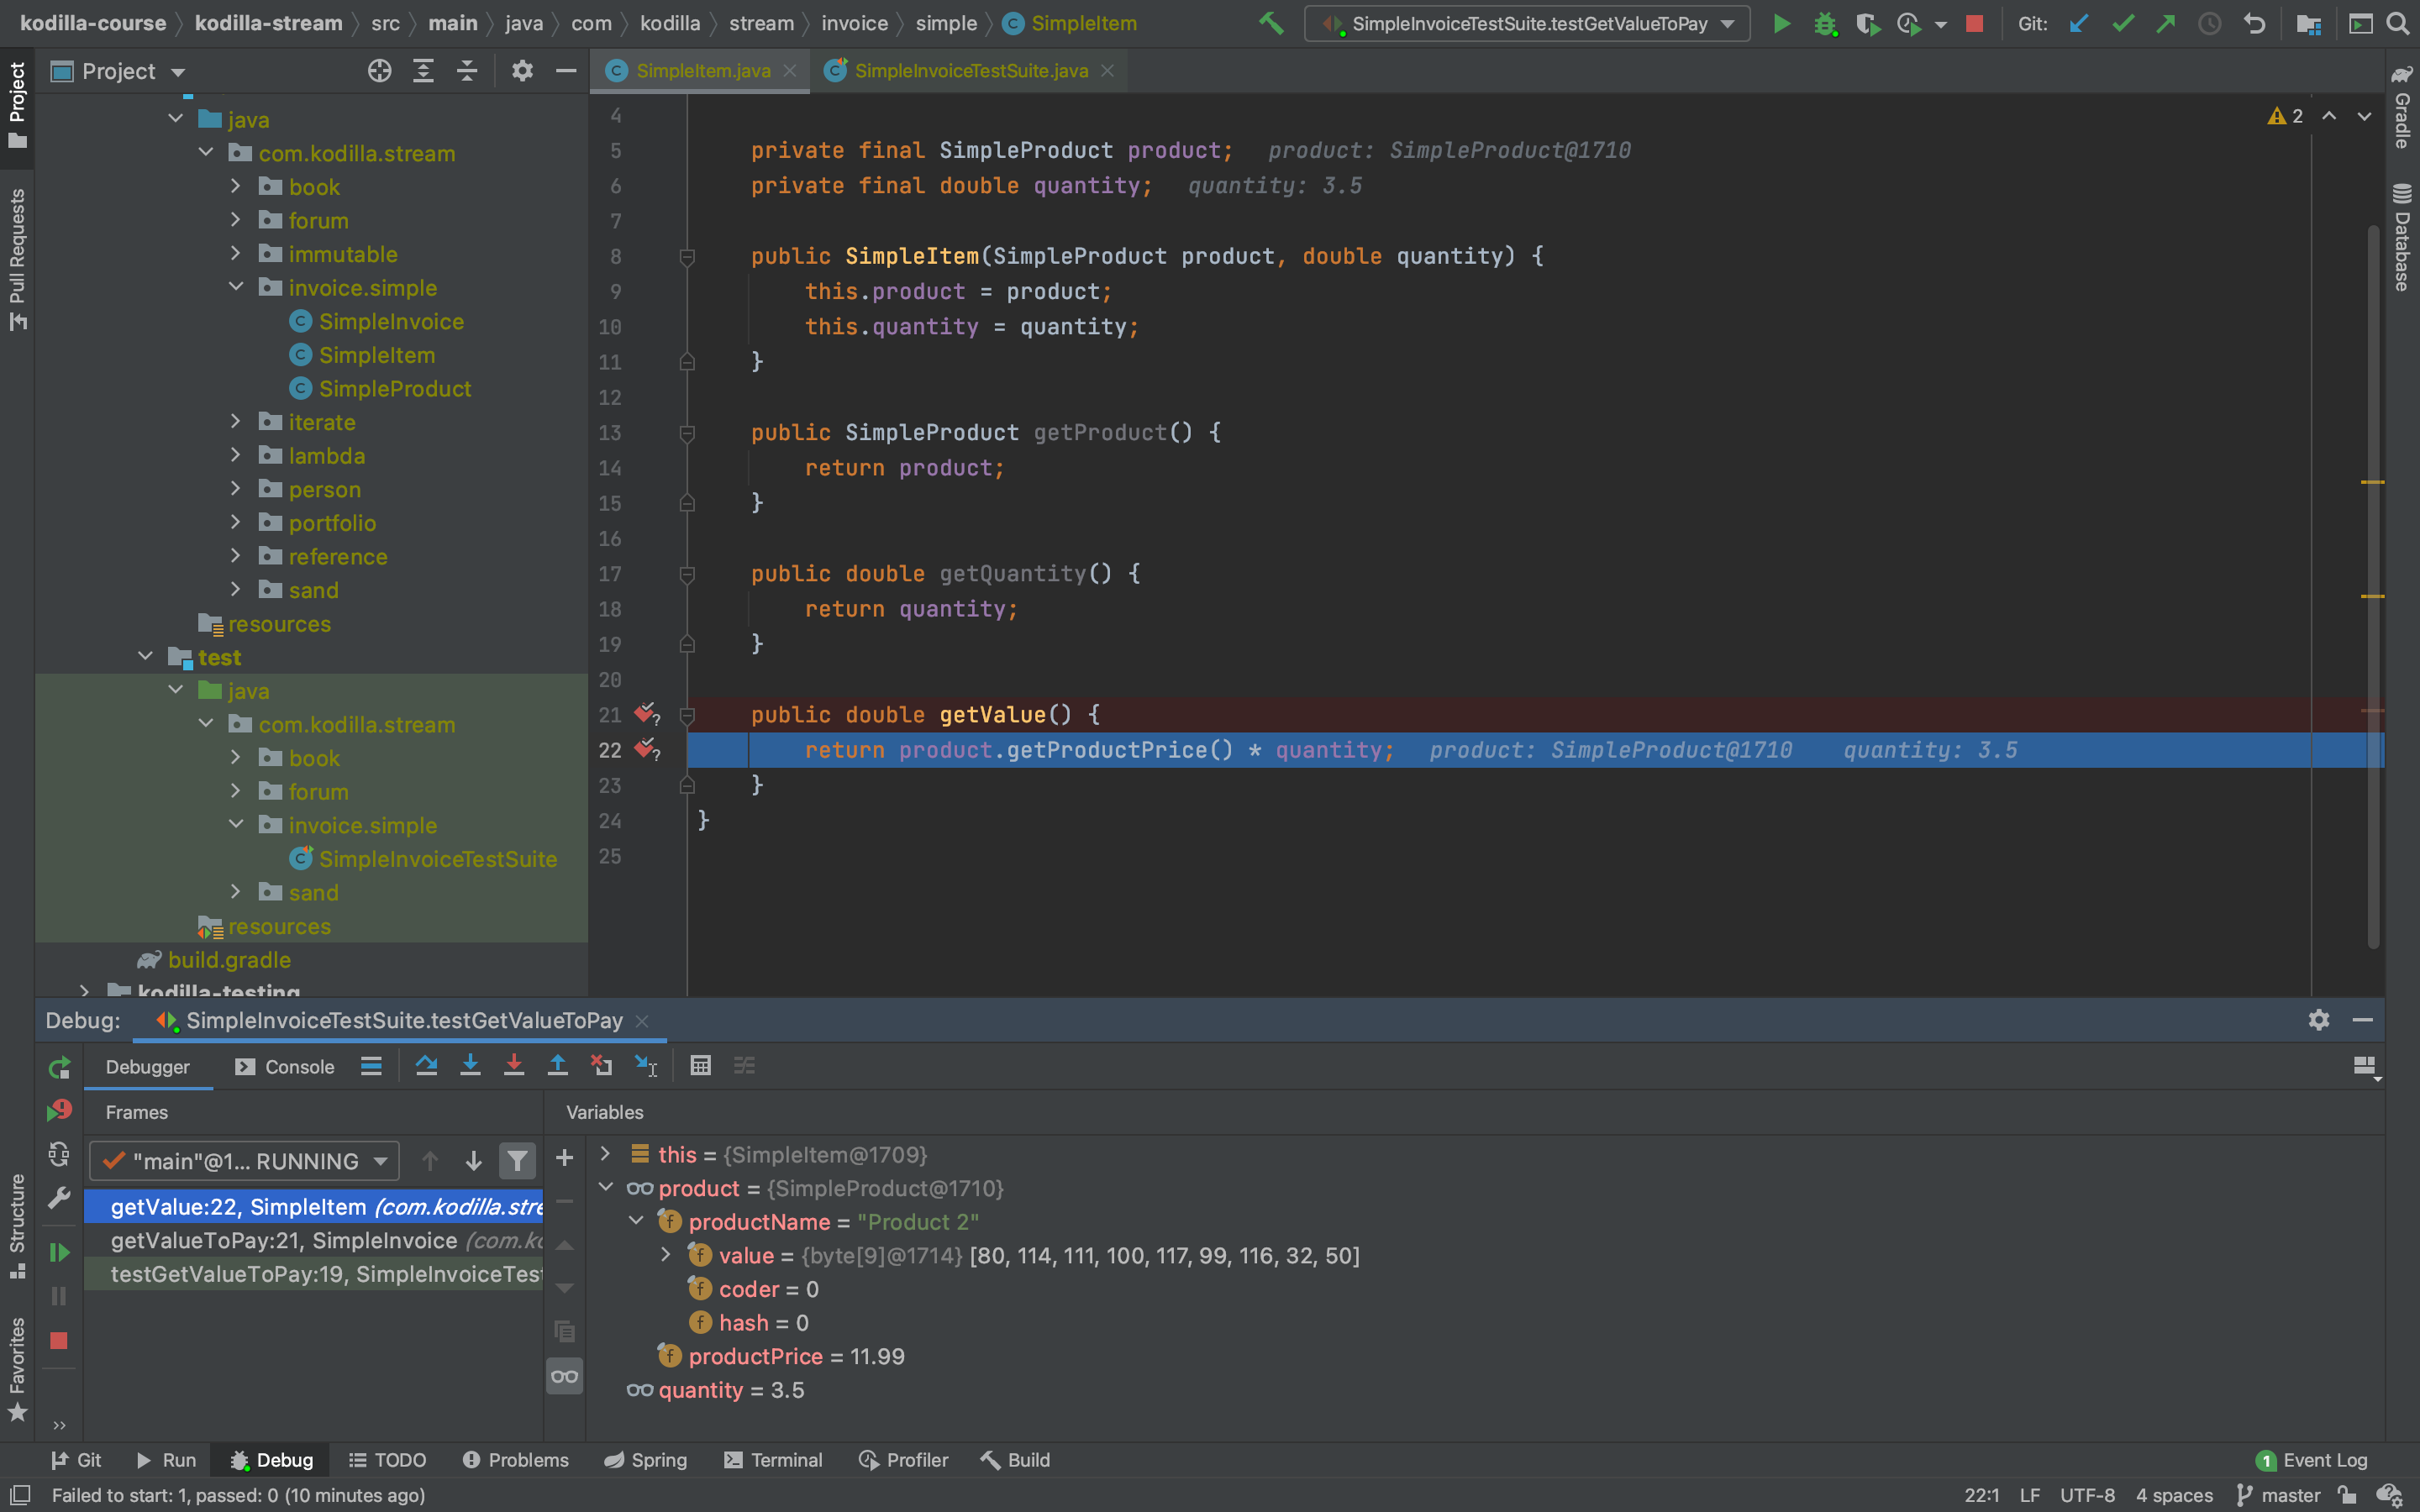 kodilla-course kodilla-stream src main java com kodilla stream invoice simple SimpleItem
SimpleInvoiceTestSuite.testGetValueToPay Git:
Project
SimpleItem.java SimpleInvoiceTestSuite.java
Project
Pull Requests
Structure
Favorites
java
com.kodilla.stream
book
forum
immutable
invoice.simple
SimpleInvoice
SimpleItem
SimpleProduct
iterate
lambda
person
portfolio
reference
sand
resources
test
java
com.kodilla.stream
book
forum
invoice.simple
SimpleInvoiceTestSuite
sand
resources
build.gradle
kodilla-testing
4
5 private final SimpleProduct product; product: SimpleProduct@1710
6 private final double quantity; quantity: 3.5
7
8 public SimpleItem(SimpleProduct product, double quantity) {
9 this.product = product;
10 this.quantity = quantity;
11 }
12
13 public SimpleProduct getProduct() {
14 return product;
15 }
16
17 public double getQuantity() {
18 return quantity;
19 }
20
21 public double getValue() {
22 return product.getProductPrice() * quantity; product: SimpleProduct@1710 quantity: 3.5
23 }
24 }
25
2
Gradle
Database
Debug: SimpleInvoiceTestSuite.testGetValueToPay
Debugger Console
Frames
Variables
"main"@1... RUNNING
getValue:22, SimpleItem (com.kodilla.stre
getValueToPay:21, SimpleInvoice (com.ko
testGetValueToPay:19, SimpleInvoiceTest
this = {SimpleItem@1709}
product = {SimpleProduct@1710}
productName = "Product 2"
value = {byte[9]@1714} [80, 114, 111, 100, 117, 99, 116, 32, 50]
coder = 0
hash = 0
productPrice = 11.99
quantity = 3.5
Git Run Debug TODO Problems Spring Terminal Profiler Build 1 Event Log
Failed to start: 1, passed: 0 (10 minutes ago) 22:1 LF UTF-8 4 spaces master